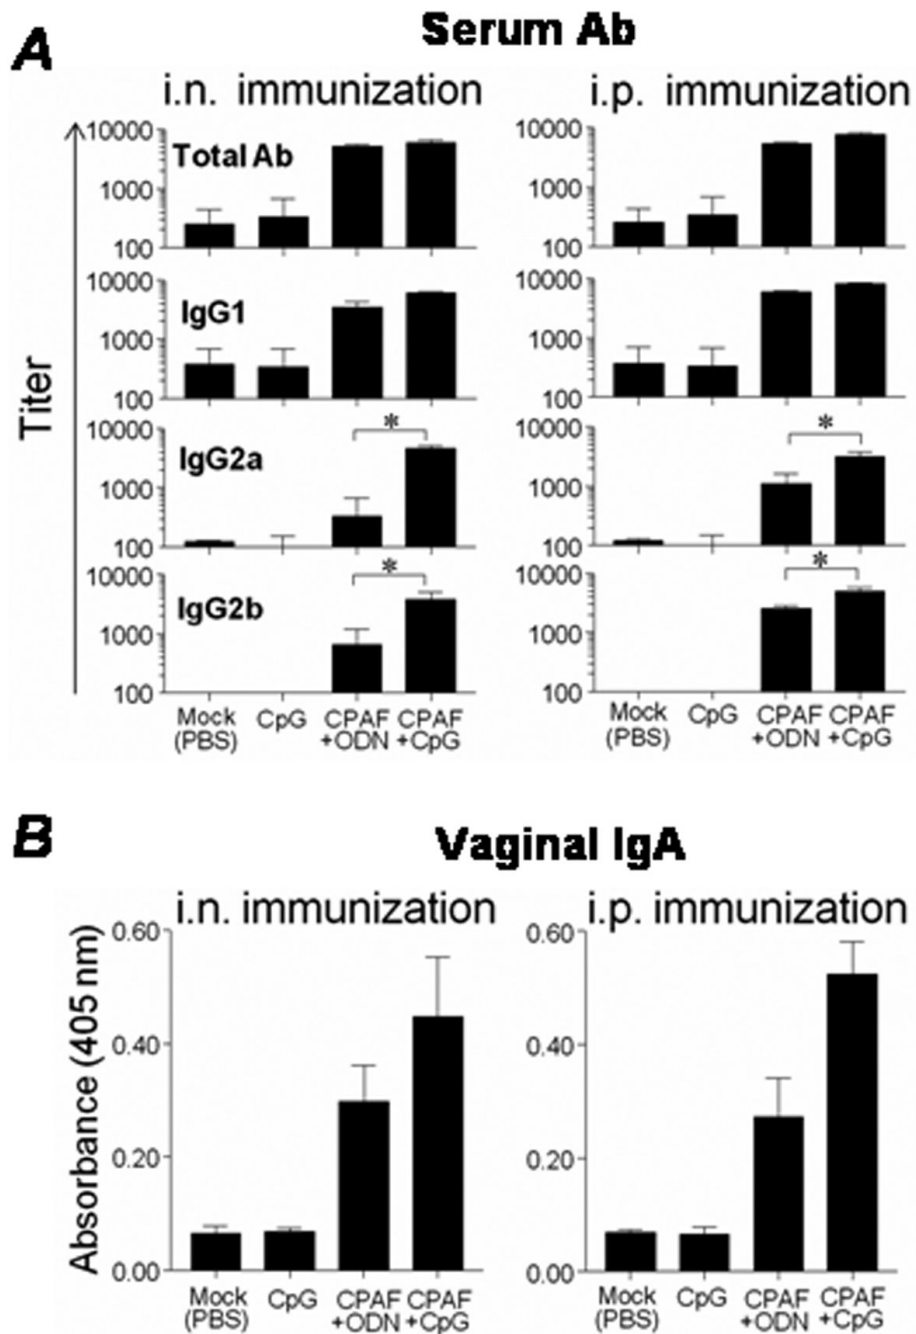 A
Serum Ab
i.n. immunization
i.p. immunization
Titer
10000
Total Ab
1000
100
10000
1000
100
10000
IgG1
1000
100
10000
1000
100
*
10000
IgG2a
1000
100
*
10000
1000
100
*
10000
IgG2b
1000
100
*
10000
1000
100
Mock CpG CPAF CPAF
(PBS) +ODN +CpG
Mock CpG CPAF CPAF
(PBS) +ODN +CpG
B
Vaginal IgA
i.n. immunization
i.p. immunization
Absorbance (405 nm)
0.60
0.40
0.20
0.00
0.60
0.40
0.20
0.00
Mock CpG CPAF CPAF
(PBS) +ODN +CpG
Mock CpG CPAF CPAF
(PBS) +ODN +CpG